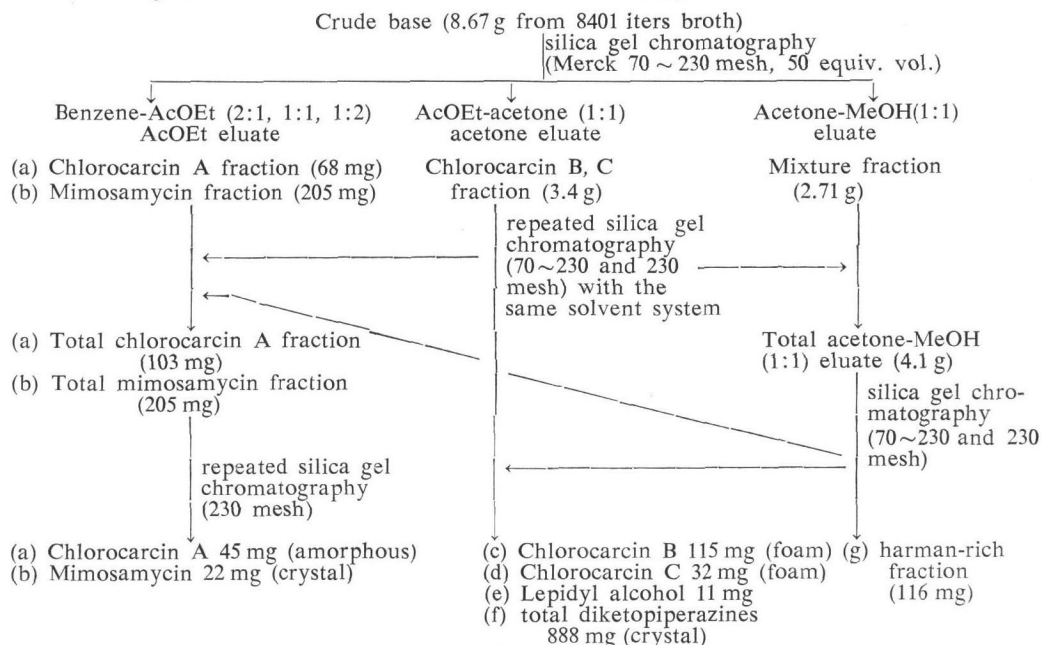 Crude base (8.67 g from 8401 iters broth)
silica gel chromatography
(Merck 70~230 mesh, 50 equiv. vol.)
Benzene-AcOEt (2:1, 1:1, 1:2)
AcOEt eluate
AcOEt-acetone (1:1)
acetone eluate
Acetone-MeOH(1:1)
eluate
(a) Chlorocarcin A fraction (68 mg)
(b) Mimosamycin fraction (205 mg)
Chlorocarcin B, C
fraction (3.4 g)
Mixture fraction
(2.71 g)
repeated silica gel
chromatography
(70~230 and 230
mesh) with the
same solvent system
(a) Total chlorocarcin A fraction
(103 mg)
(b) Total mimosamycin fraction
(205 mg)
Total acetone-MeOH
(1:1) eluate (4.1 g)
silica gel chro-
matography
(70~230 and 230
mesh)
repeated silica gel
chromatography
(230 mesh)
(a) Chlorocarcin A 45 mg (amorphous)
(b) Mimosamycin 22 mg (crystal)
(c) Chlorocarcin B 115 mg (foam)
(d) Chlorocarcin C 32 mg (foam)
(e) Lepidyl alcohol 11 mg
(f) total diketopiperazines
888 mg (crystal)
(g) harman-rich
fraction
(116 mg)